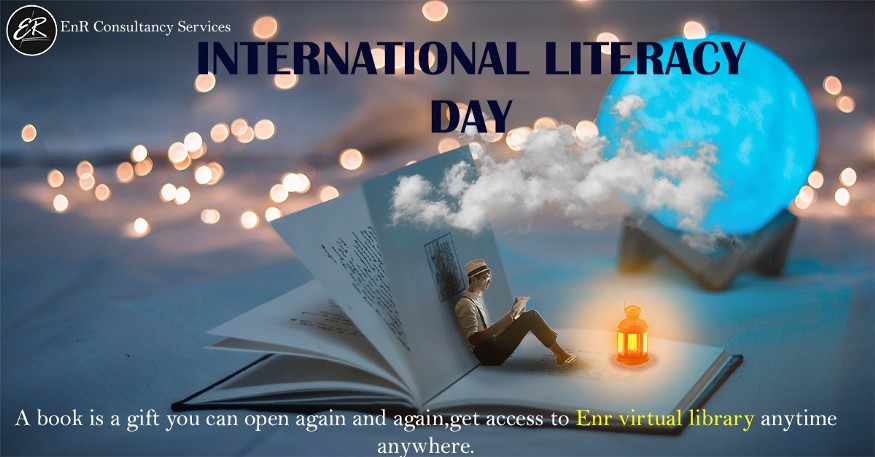 ER
EnR Consultancy Services
INTERNATIONAL LITERACY
DAY
A book is a gift you can open again and again,get access to Enr virtual library anytime
anywhere.